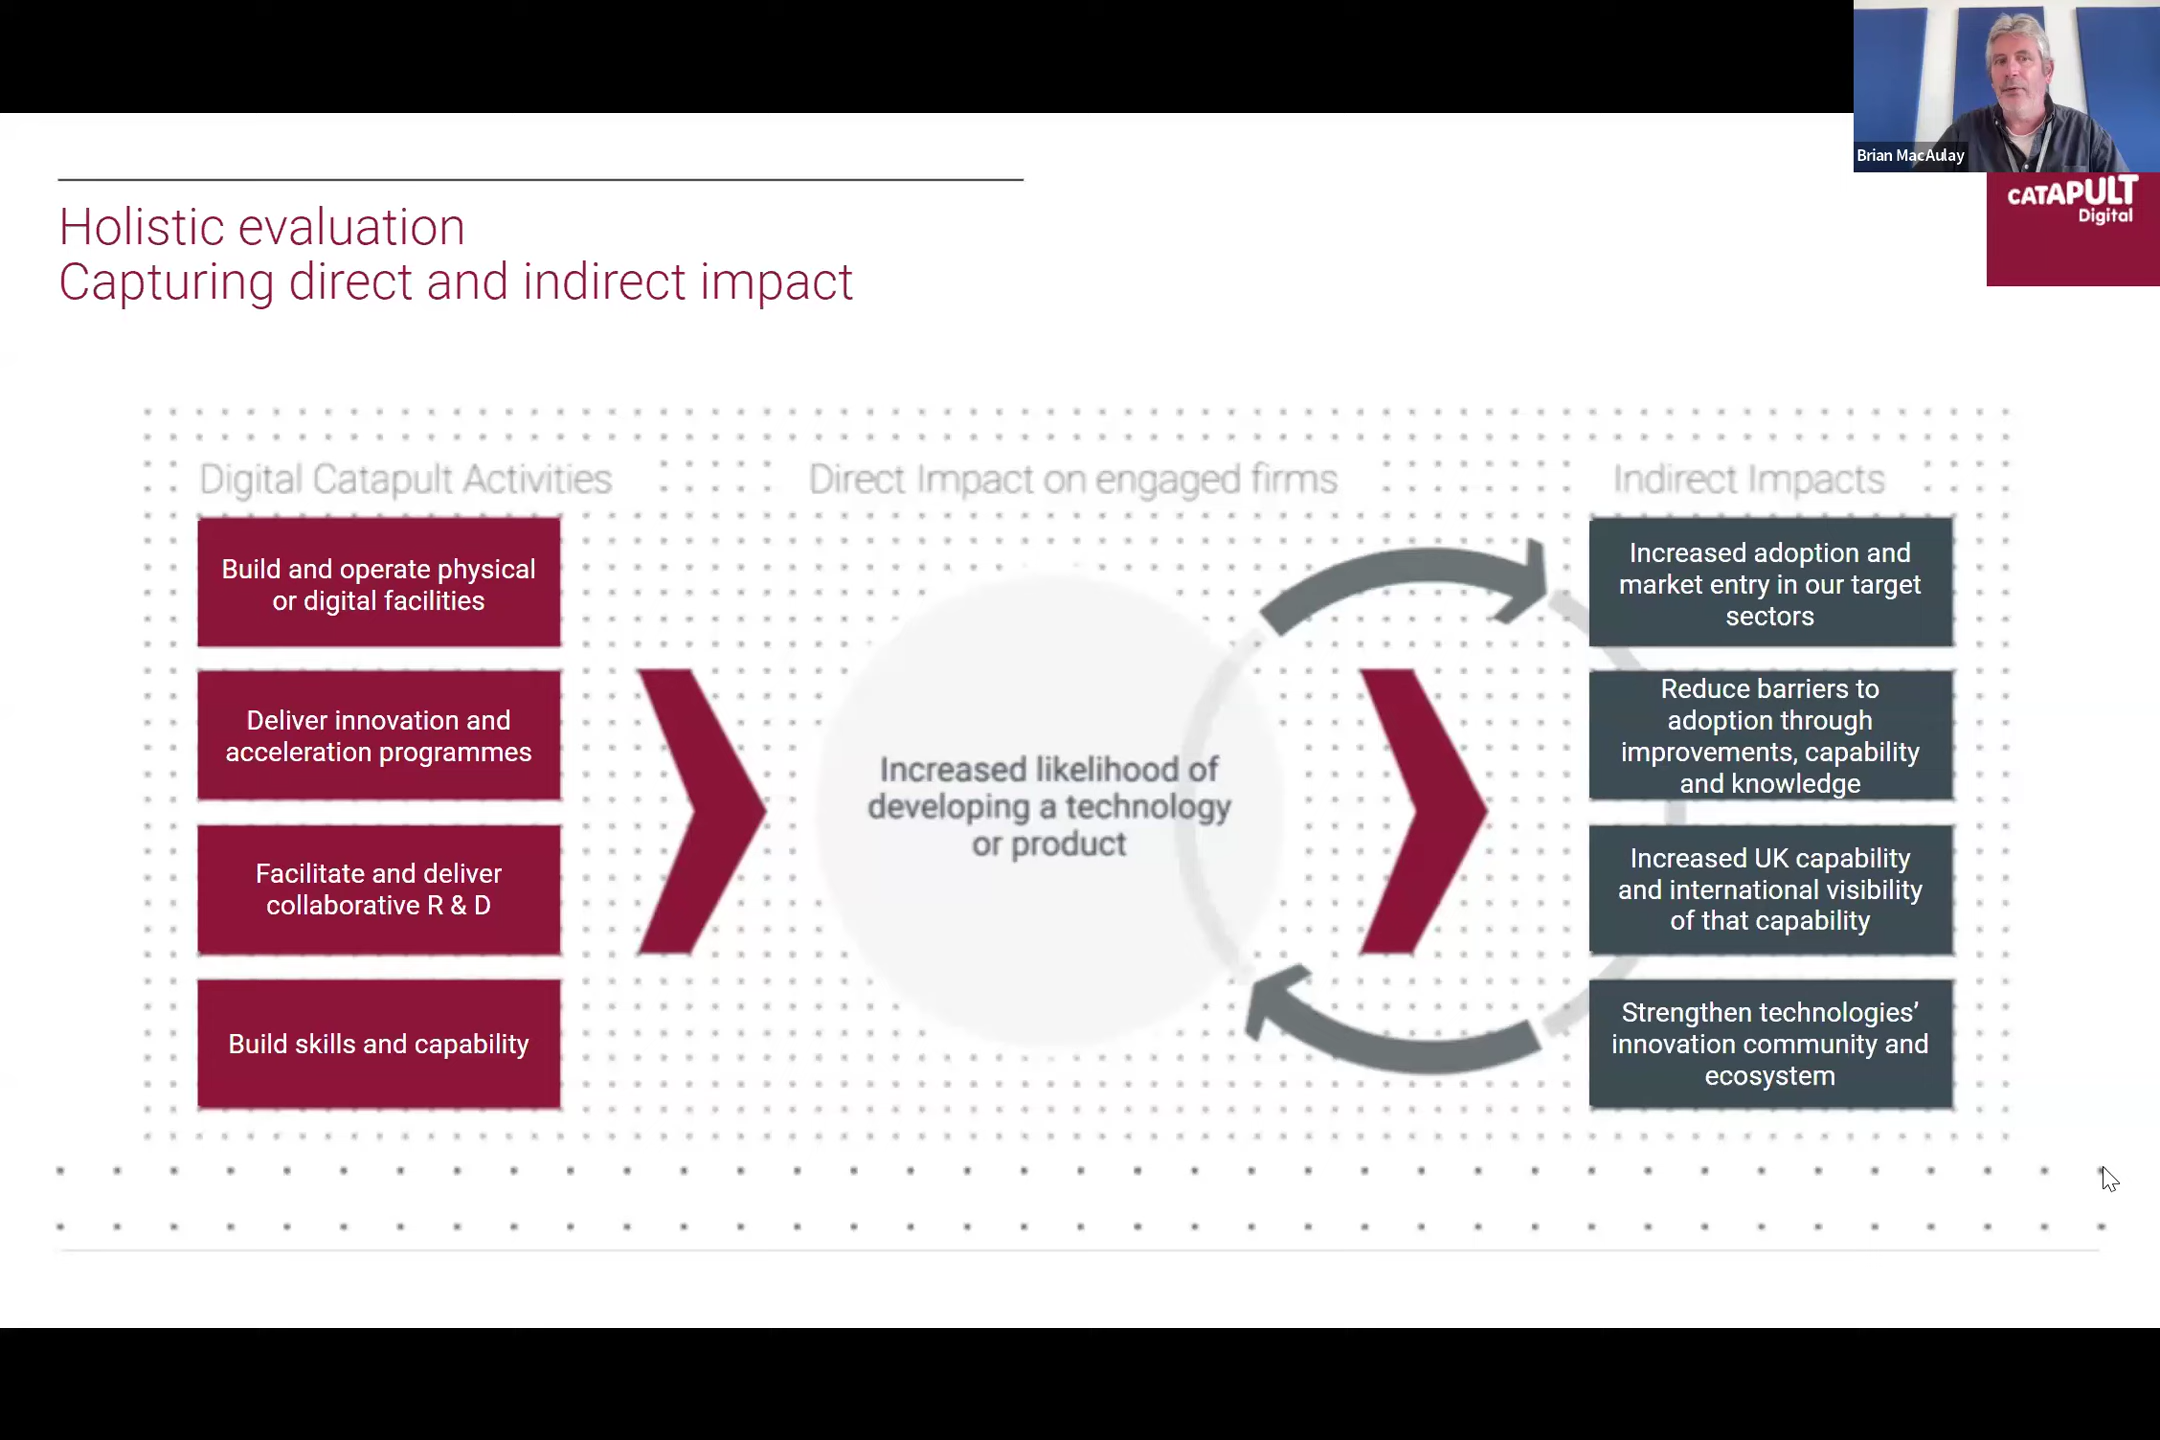 Brian MacAulay
CATAPULT
Digital
Holistic evaluation
Capturing direct and indirect impact
Digital Catapult Activities
Build and operate physical
or digital facilities
Deliver innovation and
acceleration programmes
Facilitate and deliver
collaborative R & D
Build skills and capability
Direct Impact on engaged firms
Increased likelihood of
developing a technology
or product
Indirect Impacts
Increased adoption and
market entry in our target
sectors
Reduce barriers to
adoption through
improvements, capability
and knowledge
Increased UK capability
and international visibility
of that capability
Strengthen technologies’
innovation community and
ecosystem